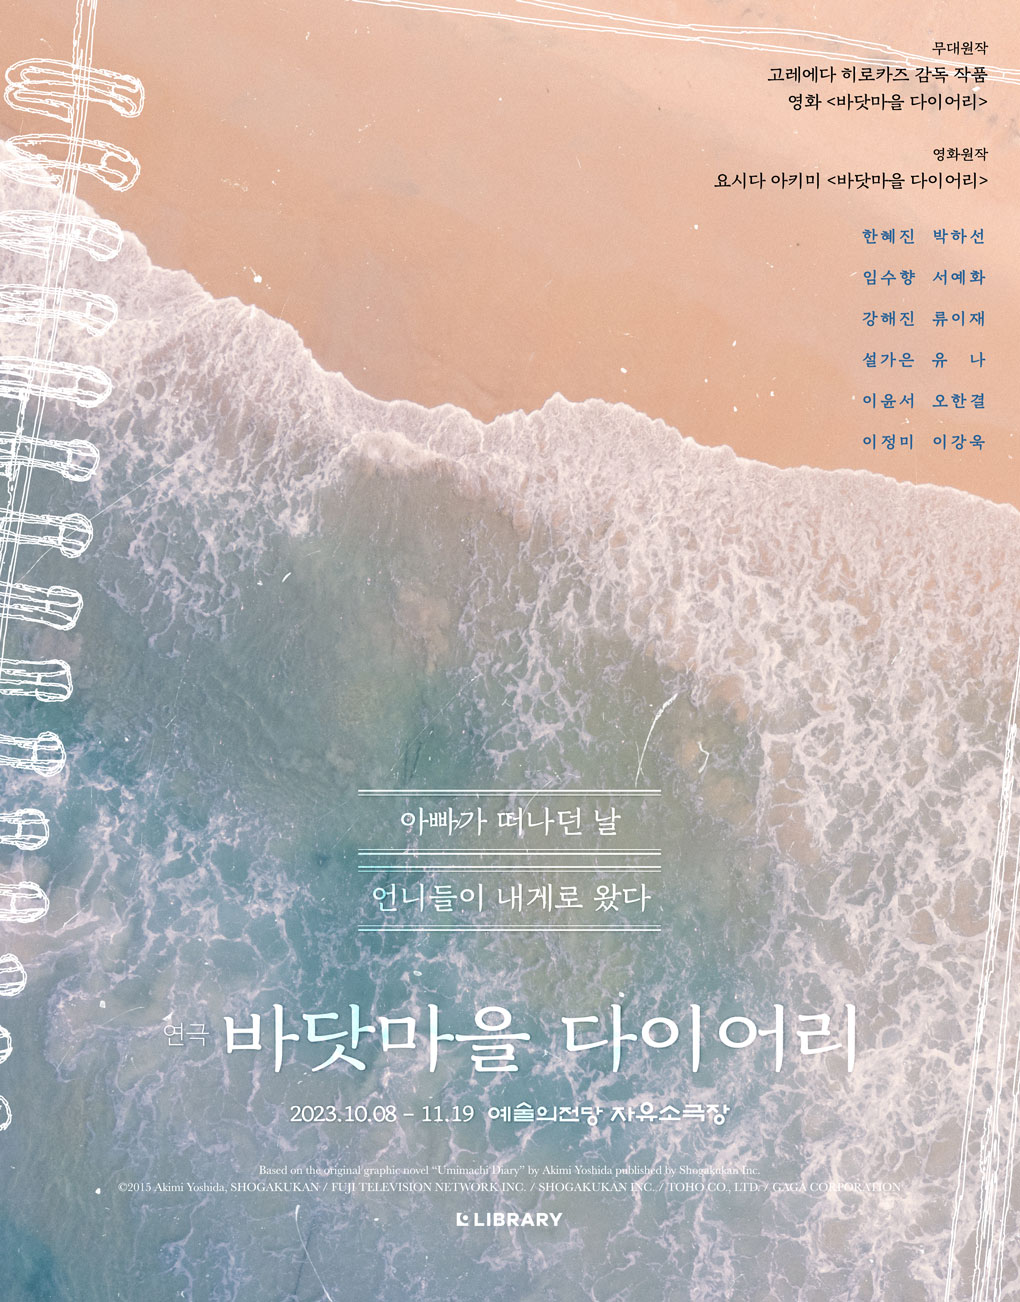 무대원작
고레에다 히로카즈 감독 작품
영화 <바닷마을 다이어리>
영화원작
요시다 아키미 <바닷마을 다이어리>
한혜진 박하선
임수향 서예화
강해진 류이재
설가은 유 나
이윤서 오한결
이정미 이강욱
아빠가 떠나던 날
언니들이 내게로 왔다
연극 바닷마을 다이어리
2023.10.08 – 11.19 예술의전당 자유소극장
Based on the original graphic novel “Umimachi Diary” by Akimi Yoshida published by Shogakukan Inc.
©2015 Akimi Yoshida, SHOGAKUKAN / FUJI TELEVISION NETWORK INC. / SHOGAKUKAN INC. / TOHO CO., LTD. / GAGA CORPORATION
LIBRARY